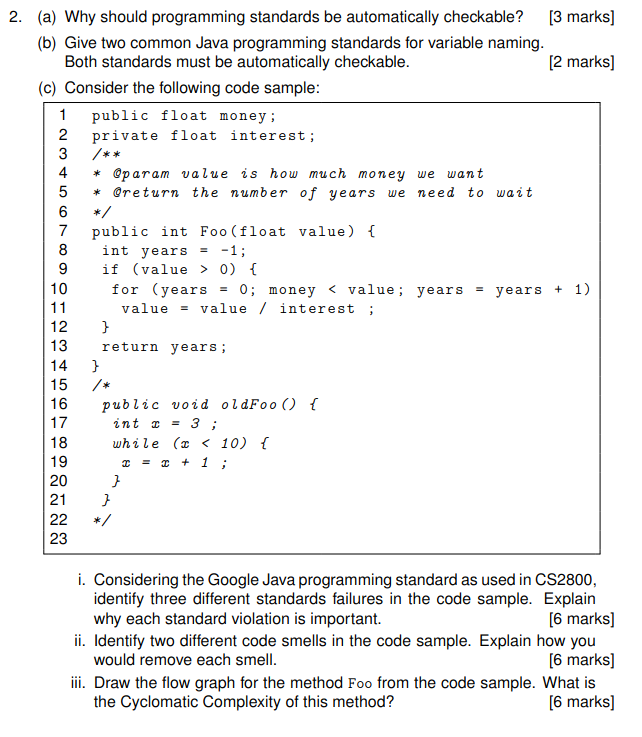 2. (a) Why should programming standards be automatically checkable? [3 marks]
(b) Give two common Java programming standards for variable naming.
Both standards must be automatically checkable. [2 marks]
(c) Consider the following code sample:
1 public float money;
2 private float interest;
3 /**
4 * @param value is how much money we want
5 * @return the number of years we need to wait
6 */
7 public int Foo(float value) {
8 int years = -1;
9 if (value > 0) {
10 for (years = 0; money < value; years = years + 1)
11 value = value / interest ;
12 }
13 return years;
14 }
15 /*
16 public void oldFoo() {
17 int x = 3 ;
18 while (x < 10) {
19 x = x + 1 ;
20 }
21 }
22 */
23
i. Considering the Google Java programming standard as used in CS2800,
identify three different standards failures in the code sample. Explain
why each standard violation is important. [6 marks]
ii. Identify two different code smells in the code sample. Explain how you
would remove each smell. [6 marks]
iii. Draw the flow graph for the method Foo from the code sample. What is
the Cyclomatic Complexity of this method? [6 marks]